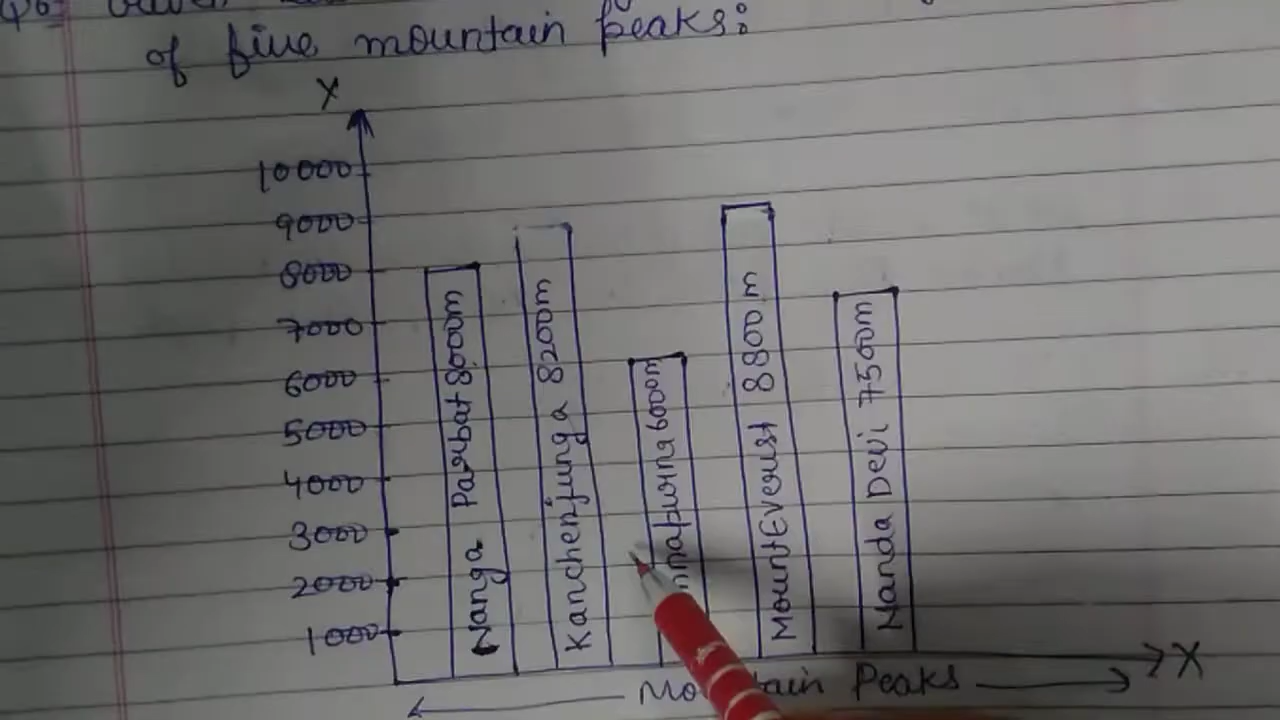 of five mountain peaks:
Y
10000
9000
8000
7000
6000
5000
4000
3000
2000
1000
Nanga Parbat 8000m
Kanchenjunga 8200m
6000m
Mount Everust 8800m
Nanda Devi 7500m
X
Peaks